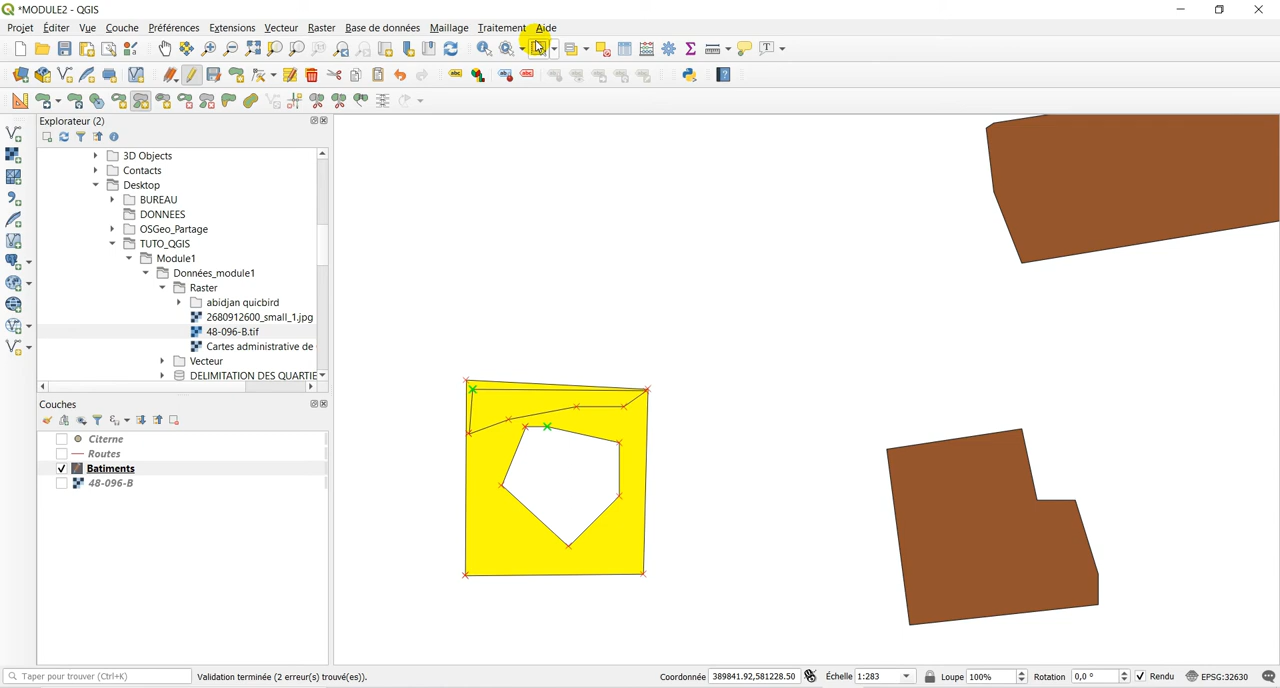 *MODULE2 - QGIS
Projet Éditer Vue Couche Préférences Extensions Vecteur Raster Base de données Maillage Traitement Aide
Explorateur (2)
3D Objects
Contacts
Desktop
BUREAU
DONNEES
OSGeo_Partage
TUTO_QGIS
Module1
Données_module1
Raster
abidjan quicbird
2680912600_small_1.jpg
48-096-B.tif
Cartes administrative de
Vecteur
DELIMITATION DES QUARTIE
Couches
Citerne
Routes
Batiments
48-096-B
Taper pour trouver (Ctrl+K) Validation terminée (2 erreur(s) trouvé(es)). Coordonnée 389841.92,581228.50 Échelle 1:283 Loupe 100% Rotation 0,0 ° Rendu EPSG:32630